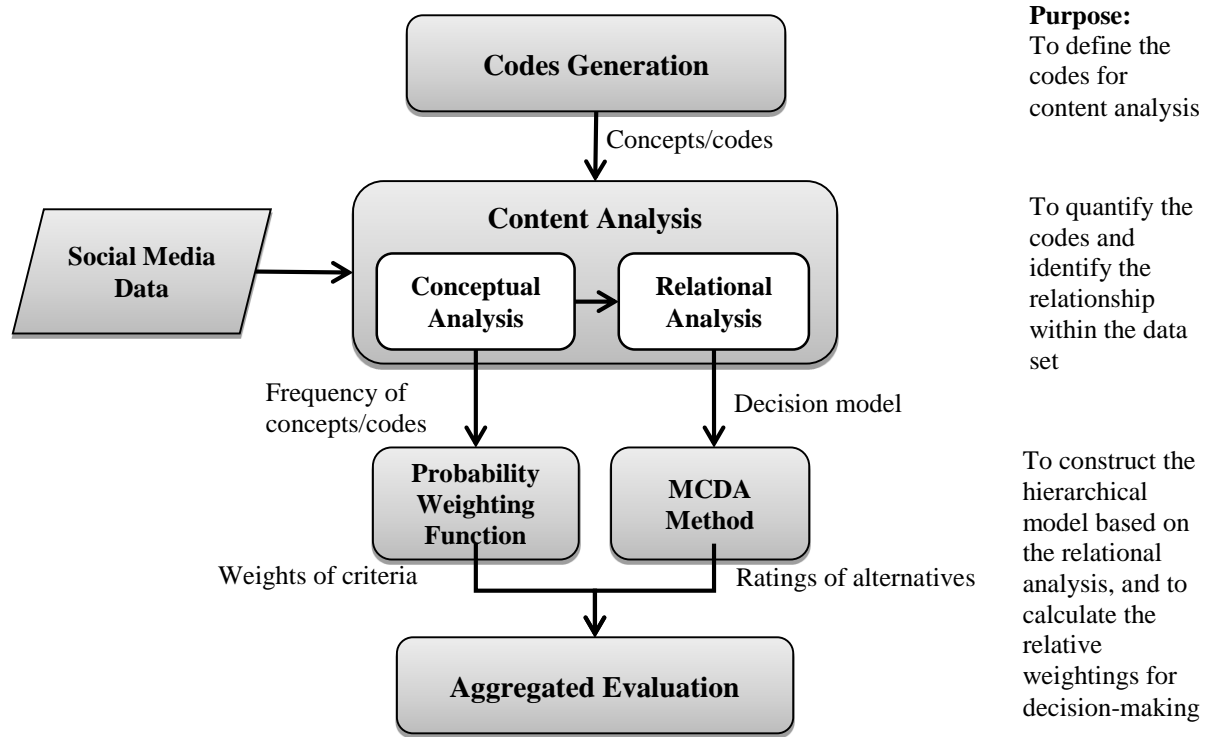 Codes Generation
Purpose:
To define the
codes for
content analysis
Concepts/codes
Social Media
Data
Content Analysis
Conceptual
Analysis
Relational
Analysis
To quantify the
codes and
identify the
relationship
within the data
set
Frequency of
concepts/codes
Decision model
Probability
Weighting
Function
MCDA
Method
To construct the
hierarchical
model based on
the relational
analysis, and to
calculate the
relative
weightings for
decision-making
Weights of criteria
Ratings of alternatives
Aggregated Evaluation